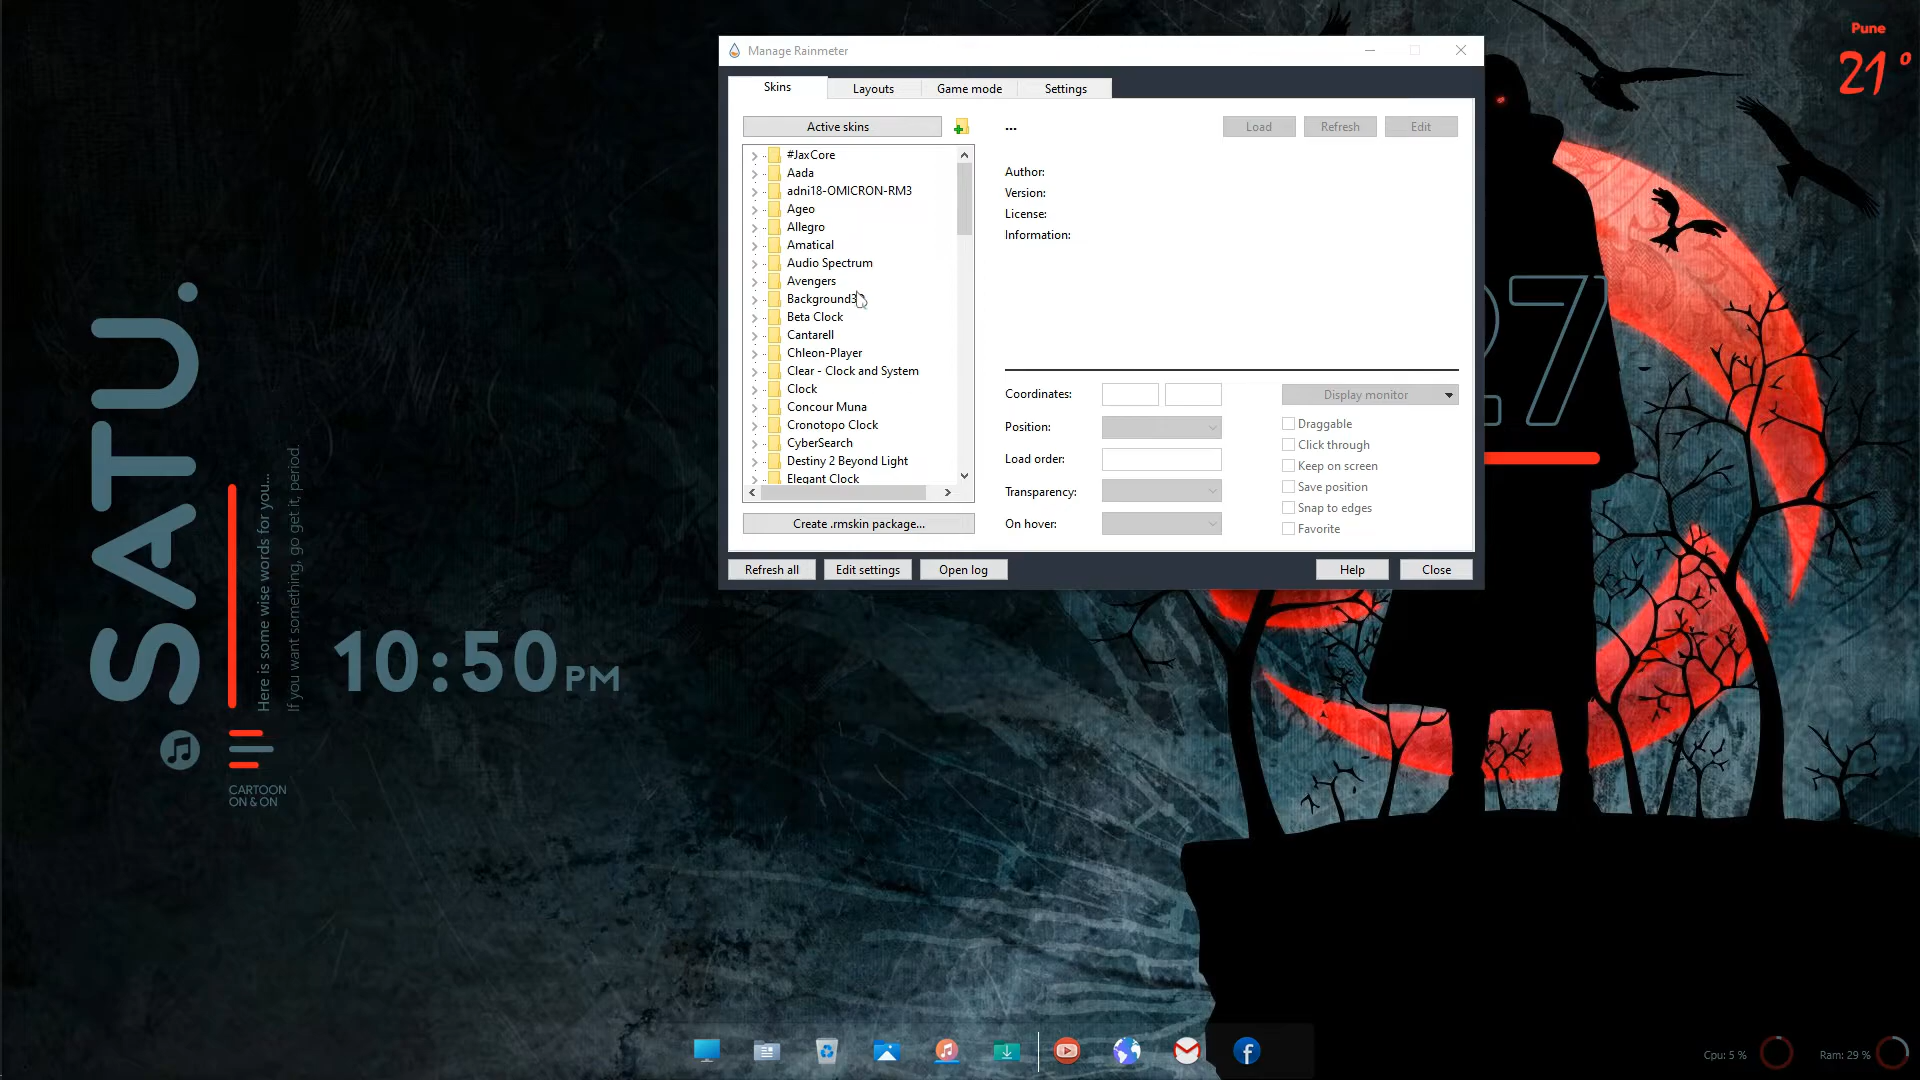 Manage Rainmeter
Skins
Layouts
Game mode
Settings
Active skins
...
Load
Refresh
Edit
#JaxCore
Aada
adni18-OMICRON-RM3
Ageo
Allegro
Amatical
Audio Spectrum
Avengers
Background3
Beta Clock
Cantarell
Chleon-Player
Clear - Clock and System
Clock
Concour Muna
Cronotopo Clock
CyberSearch
Destiny 2 Beyond Light
Elegant Clock
Create .rmskin package...
Author:
Version:
License:
Information:
Coordinates:
Position:
Load order:
Transparency:
On hover:
Display monitor
Draggable
Click through
Keep on screen
Save position
Snap to edges
Favorite
Refresh all
Edit settings
Open log
Help
Close
Pune
21°
SATU.
Here is some wise words for you...
If you want something, go get it, period.
10:50 PM
CARTOON
ON & ON
Cpu: 5 %
Ram: 29 %